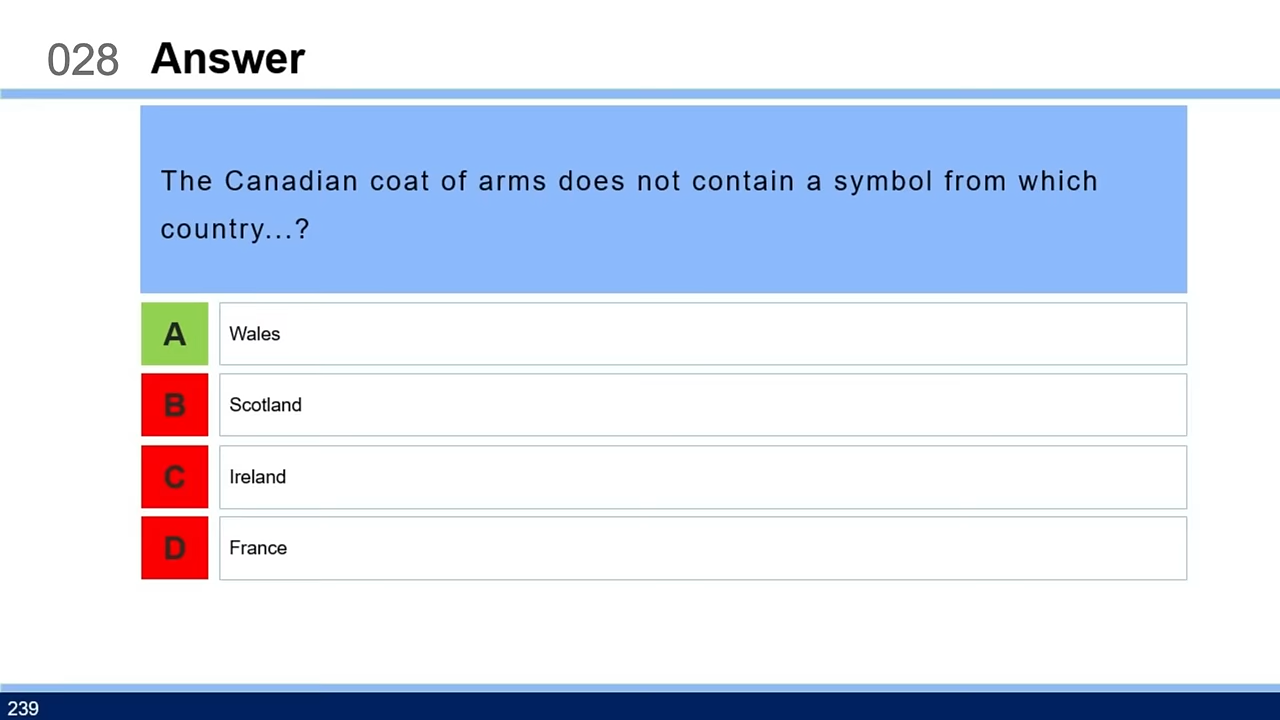 028 Answer
The Canadian coat of arms does not contain a symbol from which
country...?
A Wales
B Scotland
C Ireland
D France
239